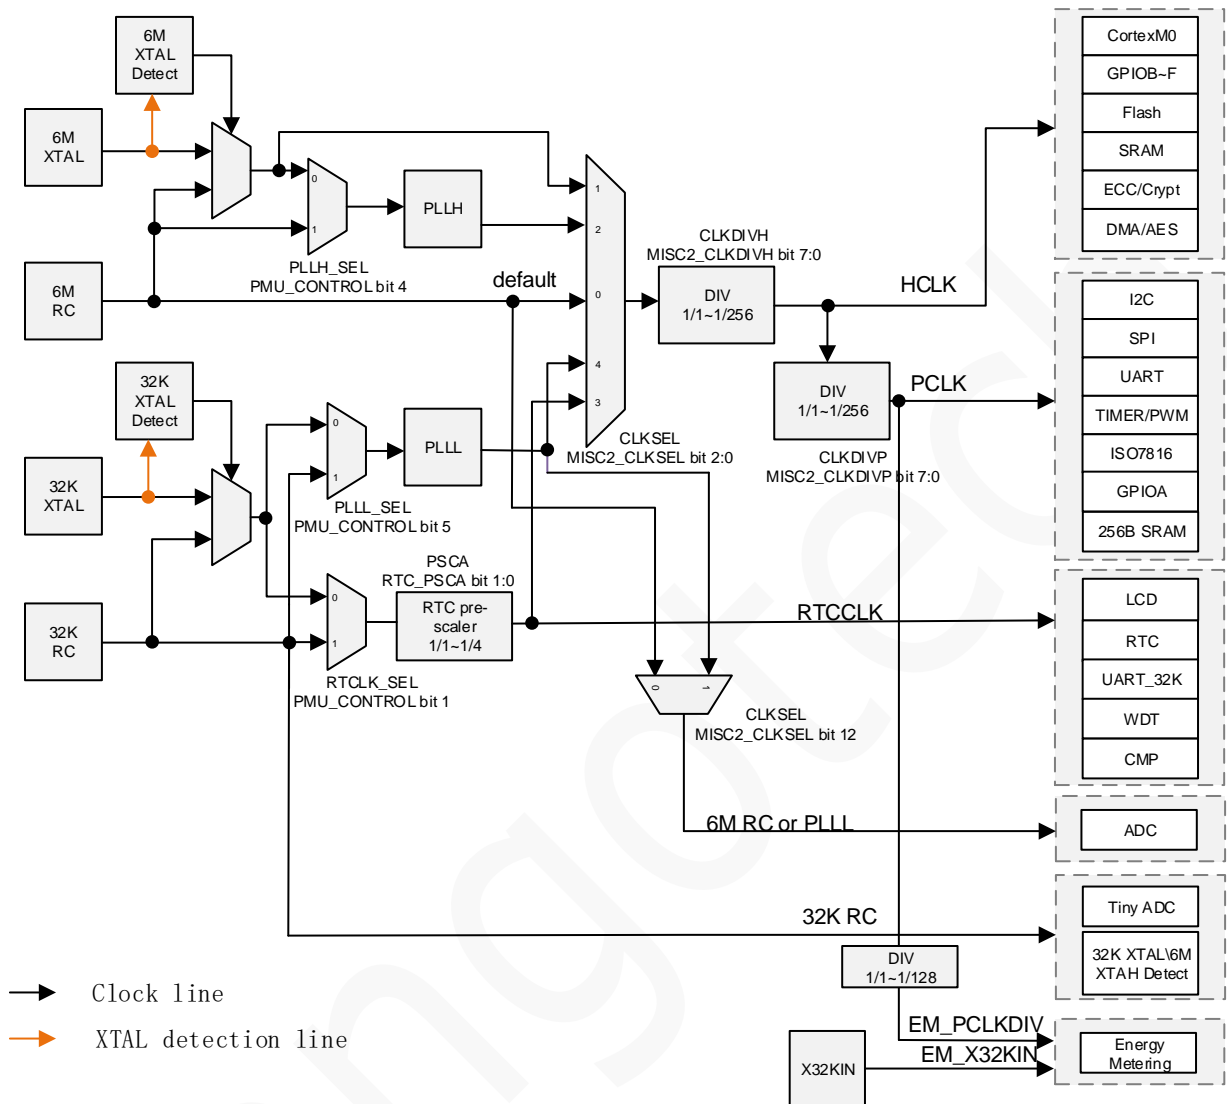 6M
XTAL
Detect
6M
XTAL
6M
RC
0
1
PLLH_SEL
PMU_CONTROL bit 4
PLLH
default
1
2
0
4
3
CLKSEL
MISC2_CLKSEL bit 2:0
CLKDIVH
MISC2_CLKDIVH bit 7:0
DIV
1/1~1/256
HCLK
DIV
1/1~1/256
PCLK
CLKDIVP
MISC2_CLKDIVP bit 7:0
32K
XTAL
Detect
32K
XTAL
32K
RC
0
1
PLLL_SEL
PMU_CONTROL bit 5
PLLL
0
1
RTCLK_SEL
PMU_CONTROL bit 1
PSCA
RTC_PSCA bit 1:0
RTC pre-
scaler
1/1~1/4
RTCCLK
0
1
CLKSEL
MISC2_CLKSEL bit 12
6M RC or PLLL
32K RC
DIV
1/1~1/128
EM_PCLKDIV
EM_X32KIN
X32KIN
CortexM0
GPIOB~F
Flash
SRAM
ECC/Crypt
DMA/AES
I2C
SPI
UART
TIMER/PWM
ISO7816
GPIOA
256B SRAM
LCD
RTC
UART_32K
WDT
CMP
ADC
Tiny ADC
32K XTAL\6M
XTAH Detect
Energy
Metering
Clock line
XTAL detection line